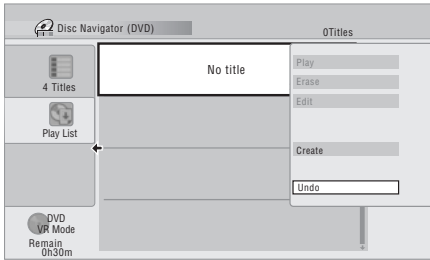 Disc Navigator (DVD)
0Titles
4 Titles
Play List
DVD
VR Mode
Remain
0h30m
No title
Play
Erase
Edit
Create
Undo